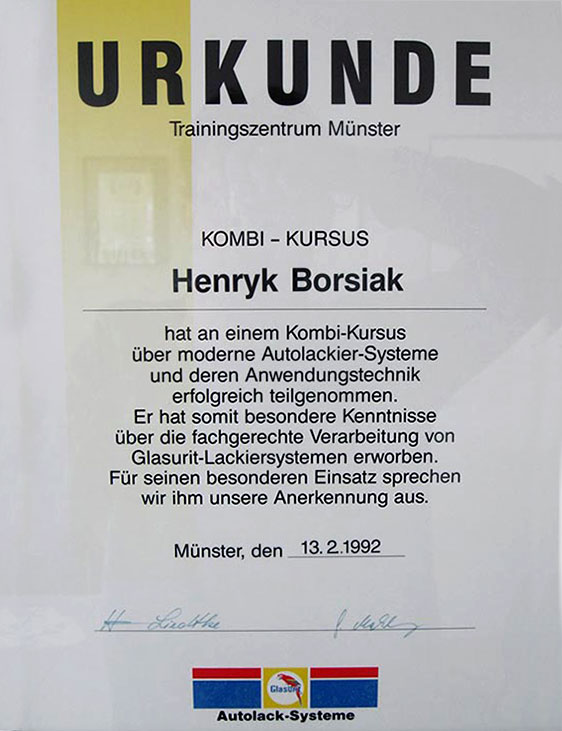 URKUNDE
Trainingszentrum Münster
KOMBI – KURSUS
Henryk Borsiak
hat an einem Kombi-Kursus
über moderne Autolackier-Systeme
und deren Anwendungstechnik
erfolgreich teilgenommen.
Er hat somit besondere Kenntnisse
über die fachgerechte Verarbeitung von
Glasurit-Lackiersystemen erworben.
Für seinen besonderen Einsatz sprechen
wir ihm unsere Anerkennung aus.
Münster, den 13.2.1992
H Liedtke
Glasurit
Autolack-Systeme